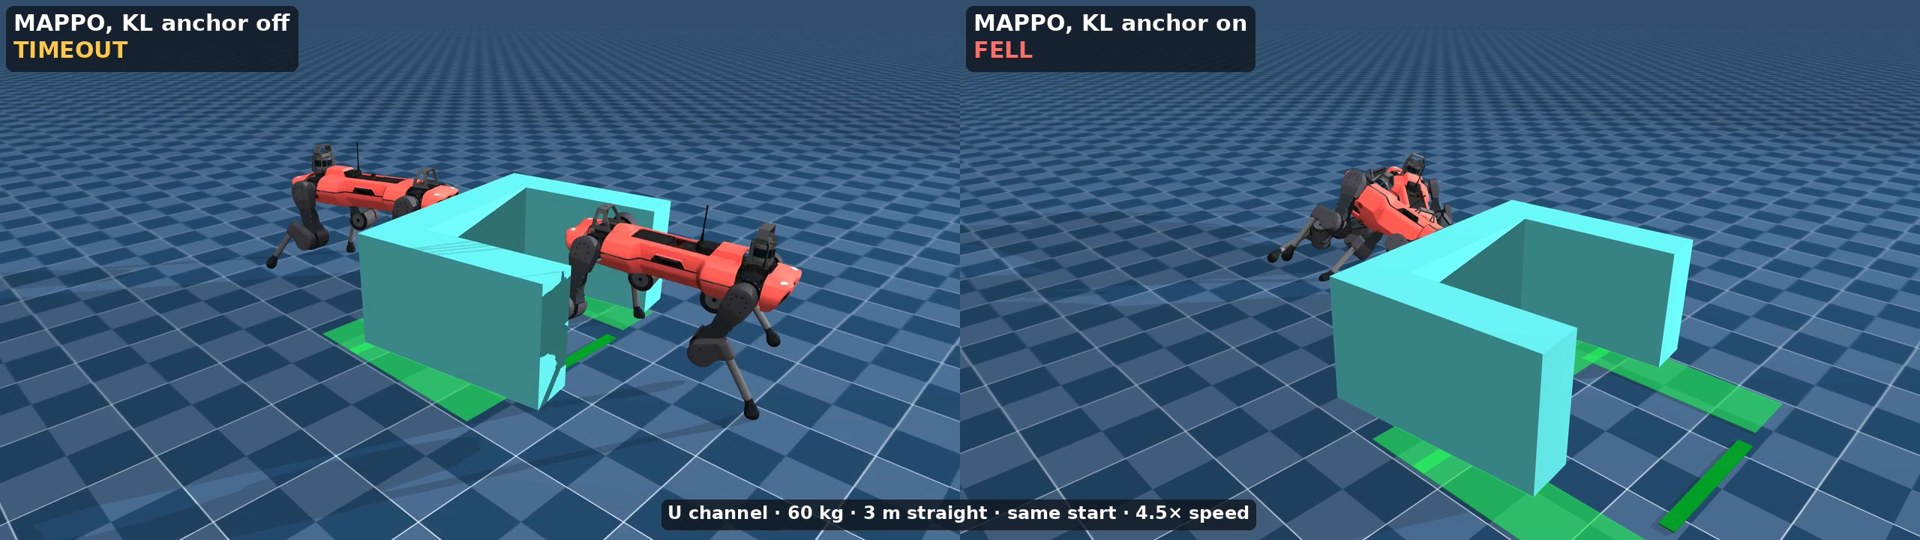 MAPPO, KL anchor off
TIMEOUT
MAPPO, KL anchor on
FELL
U channel · 60 kg · 3 m straight · same start · 4.5× speed